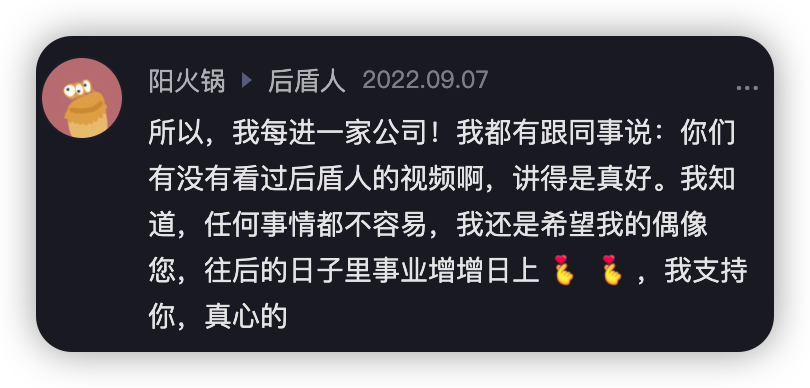 阳火锅 ▶ 后盾人 2022.09.07 ...
所以，我每进一家公司！我都有跟同事说：你们
有没有看过后盾人的视频啊，讲得是真好。我知
道，任何事情都不容易，我还是希望我的偶像
您，往后的日子里事业增增日上 🫰 🫰 ，我支持
你，真心的